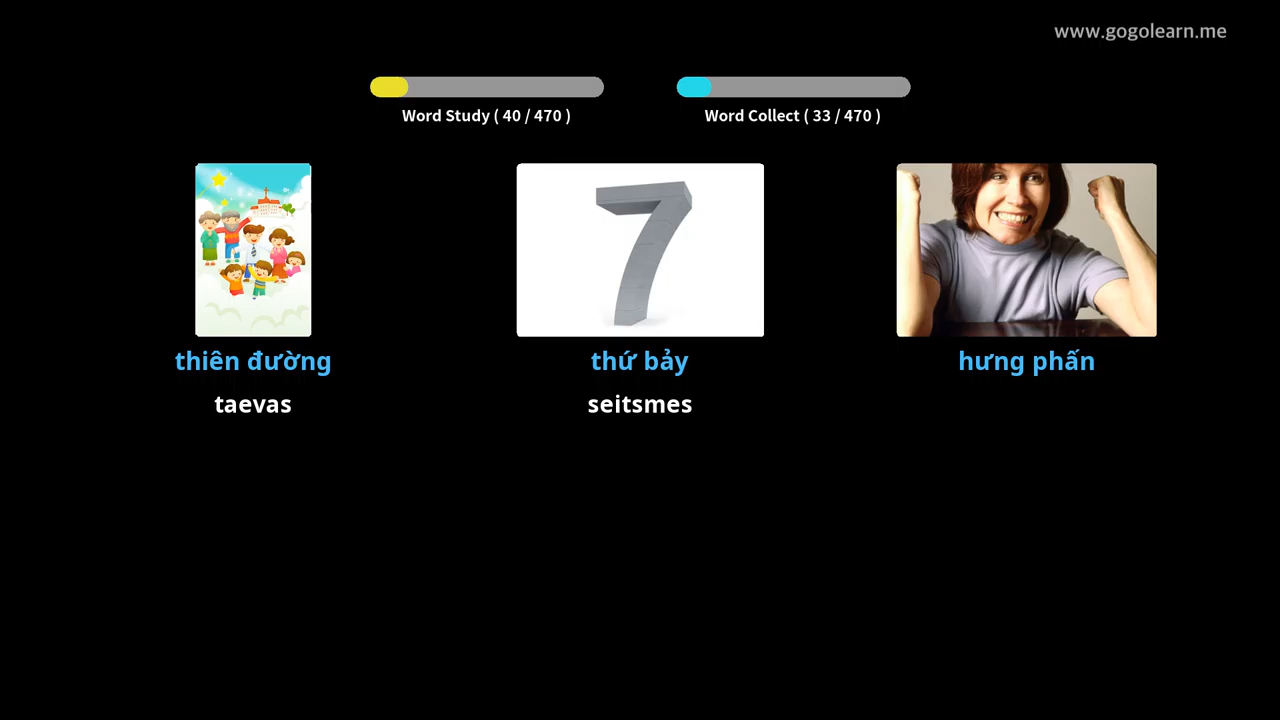 www.gogolearn.me
Word Study ( 40 / 470 )
Word Collect ( 33 / 470 )
thiên đường
thứ bảy
hưng phấn
taevas
seitsmes